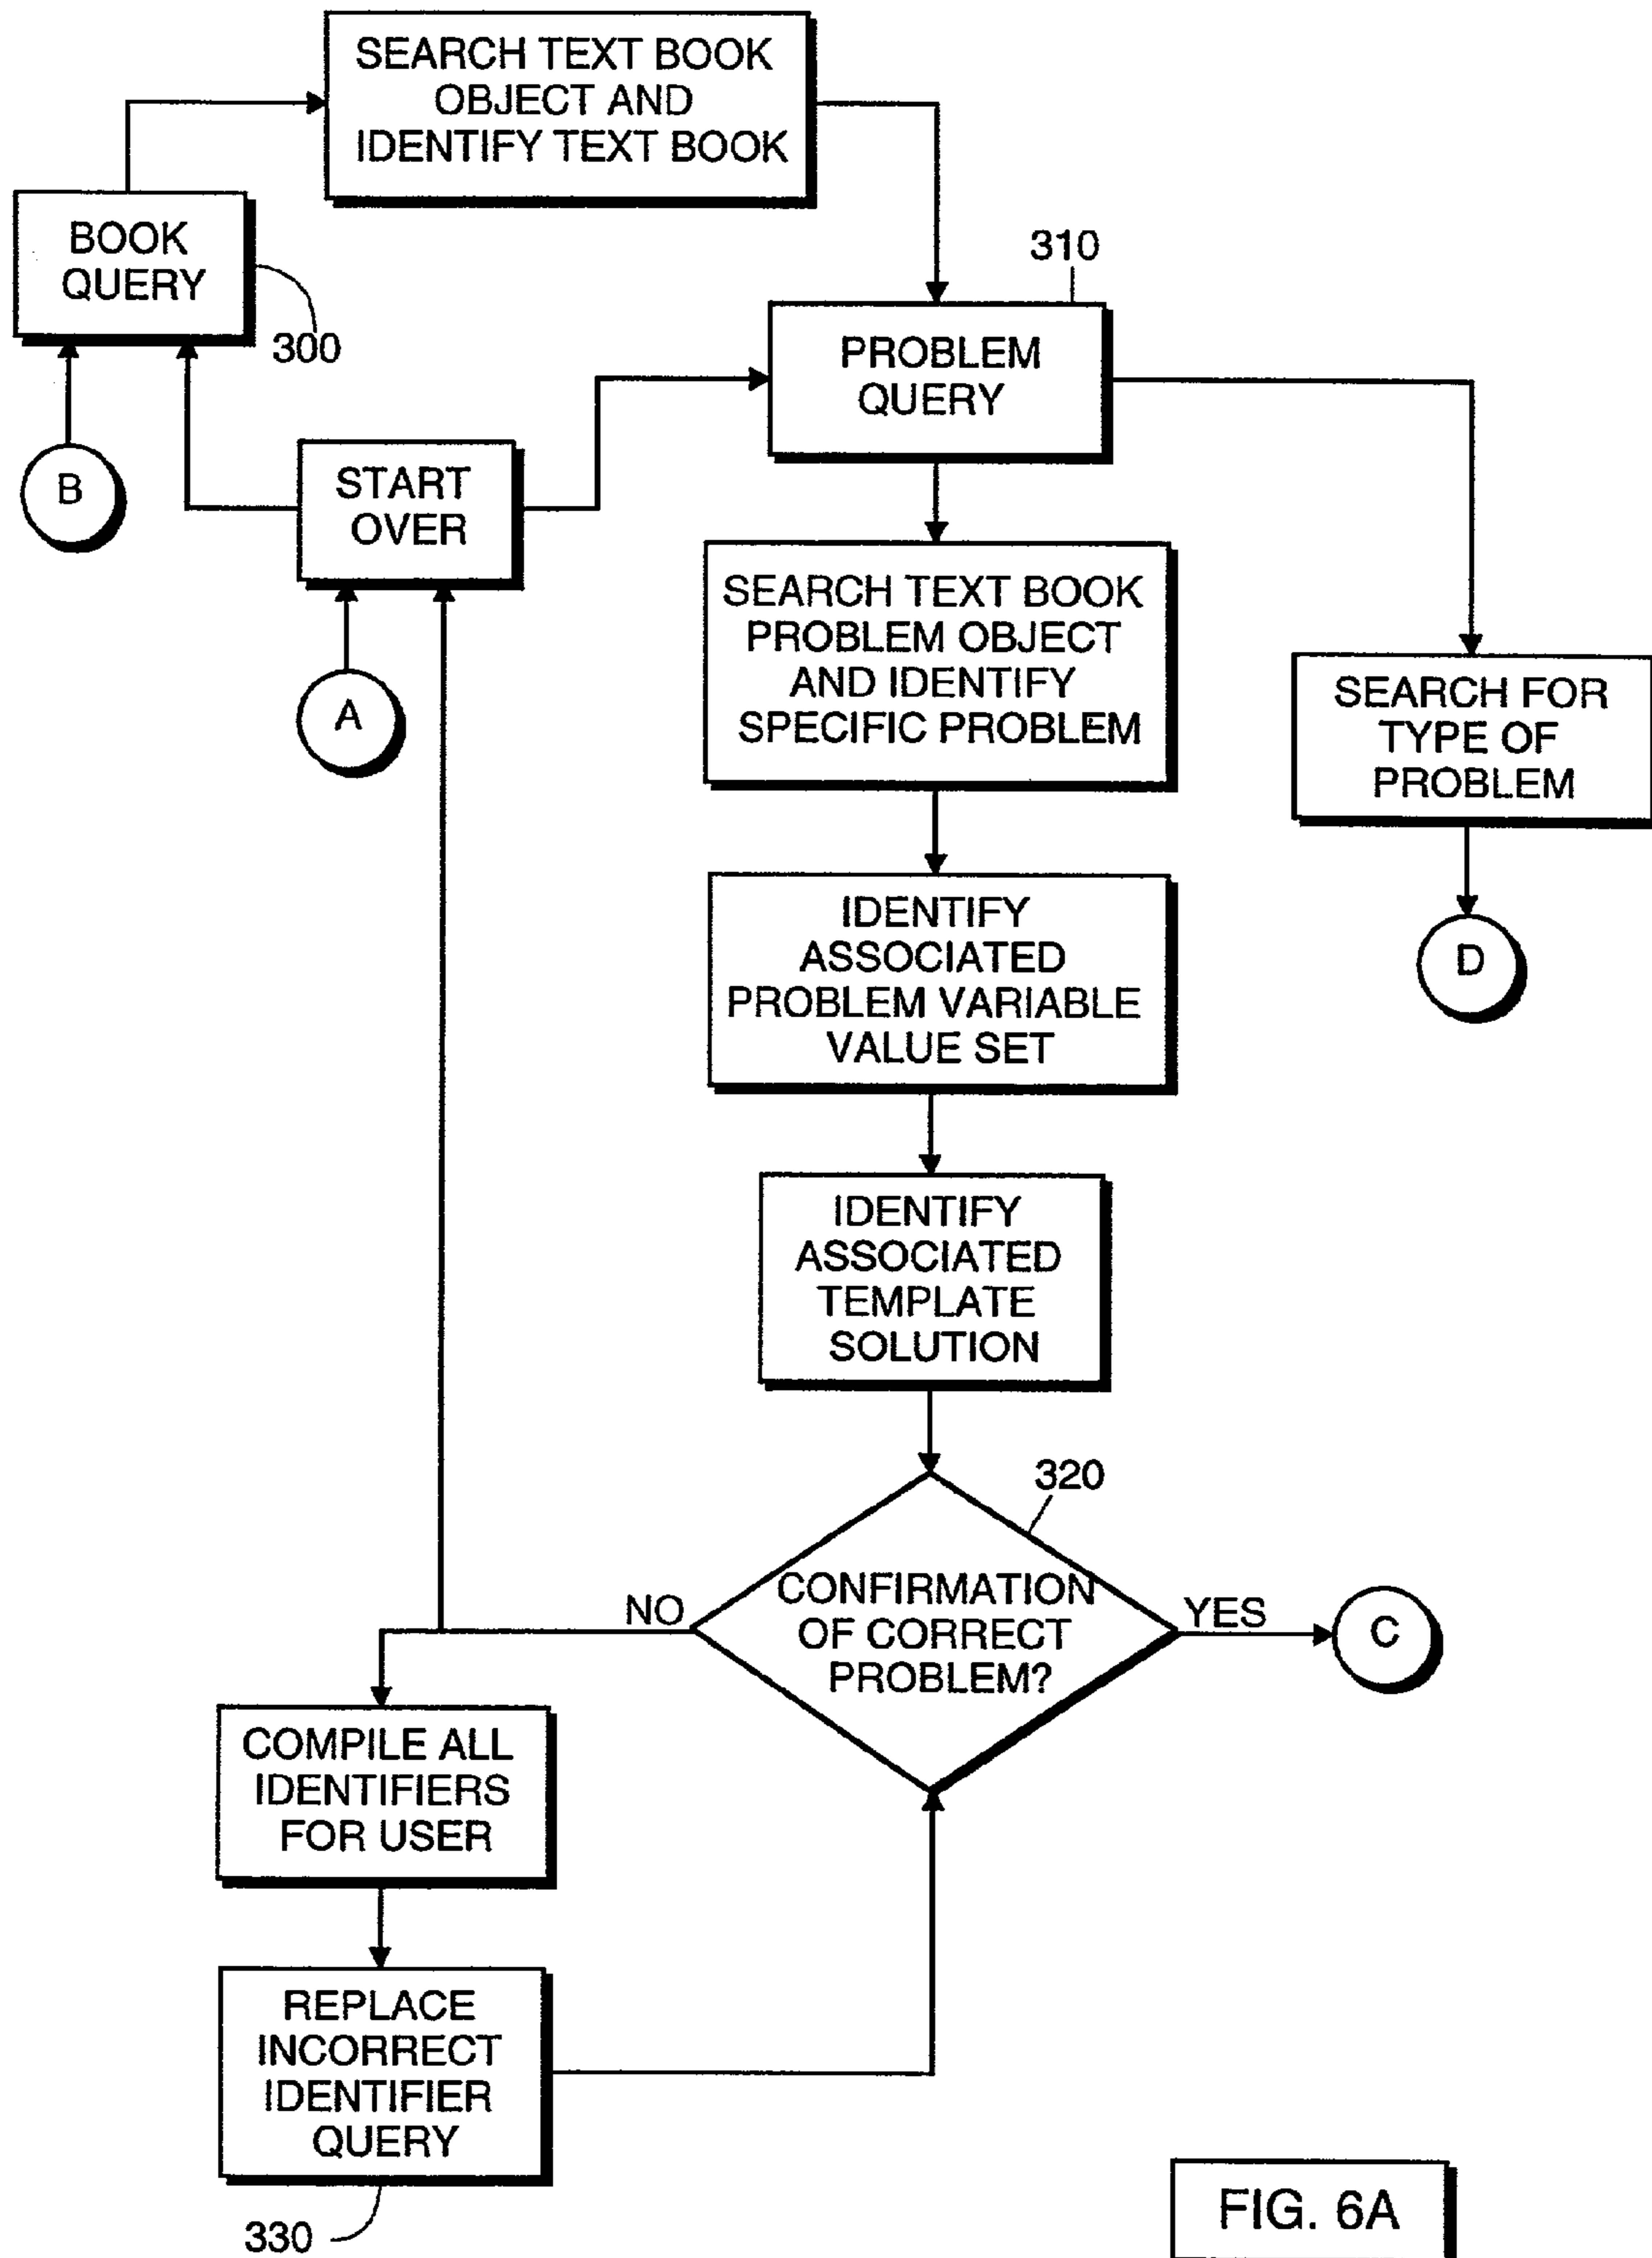 SEARCH TEXT BOOK
OBJECT AND
IDENTIFY TEXT BOOK
BOOK
QUERY
300
310
PROBLEM
QUERY
B
START
OVER
A
SEARCH TEXT BOOK
PROBLEM OBJECT
AND IDENTIFY
SPECIFIC PROBLEM
SEARCH FOR
TYPE OF
PROBLEM
D
IDENTIFY
ASSOCIATED
PROBLEM VARIABLE
VALUE SET
IDENTIFY
ASSOCIATED
TEMPLATE
SOLUTION
320
CONFIRMATION
OF CORRECT
PROBLEM?
NO
YES
C
COMPILE ALL
IDENTIFIERS
FOR USER
REPLACE
INCORRECT
IDENTIFIER
QUERY
330
FIG. 6A